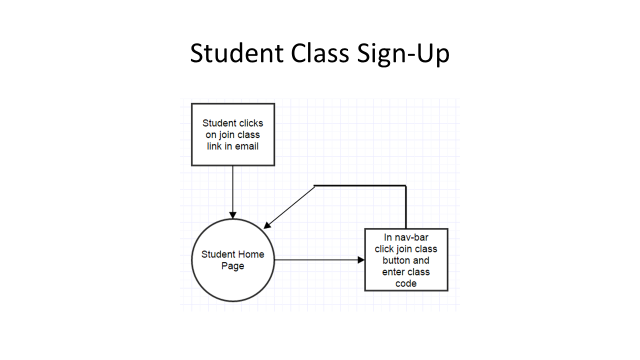 Student Class Sign-Up
Student clicks
on join class
link in email
Student Home
Page
In nav-bar
click join class
button and
enter class
code